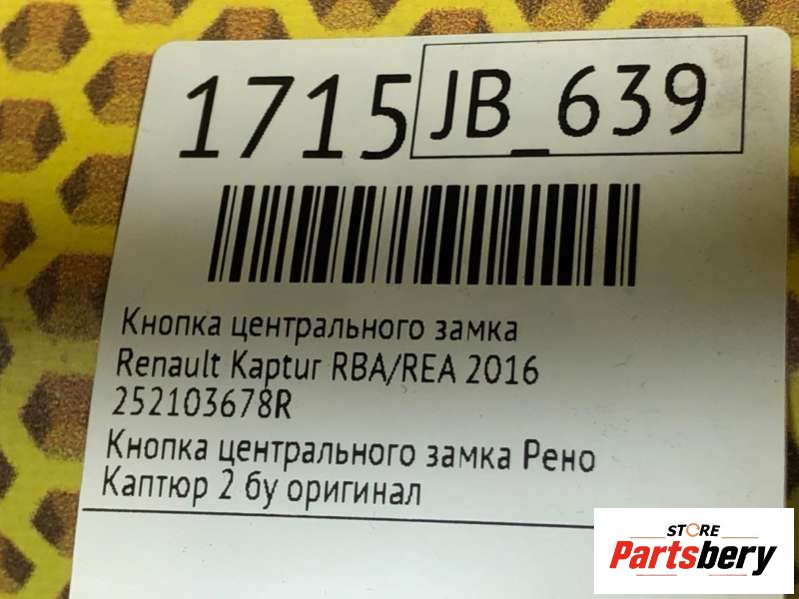 1715 JB_639
Кнопка центрального замка
Renault Kaptur RBA/REA 2016
252103678R
Кнопка центрального замка Рено
Каптюр 2 бу оригинал
STORE
Partsbery